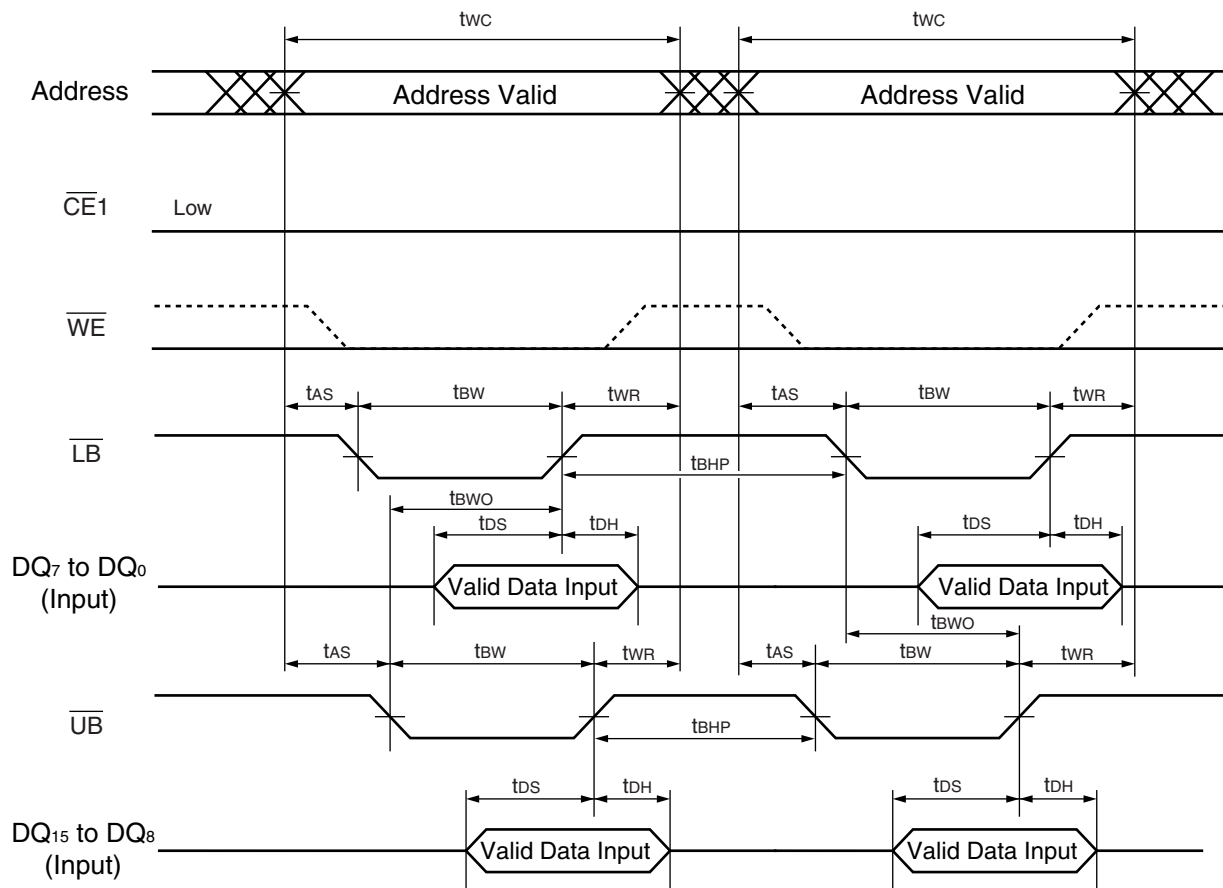 tWC tWC
Address Address Valid Address Valid
CE1 Low
WE
tAS tBW tWR tAS tBW tWR
LB
tBHP
tBWO
tDS tDH tDS tDH
DQ7 to DQ0
(Input)
Valid Data Input Valid Data Input
tBWO
tAS tBW tWR tAS tBW tWR
UB
tBHP
tDS tDH tDS tDH
DQ15 to DQ8
(Input)
Valid Data Input Valid Data Input